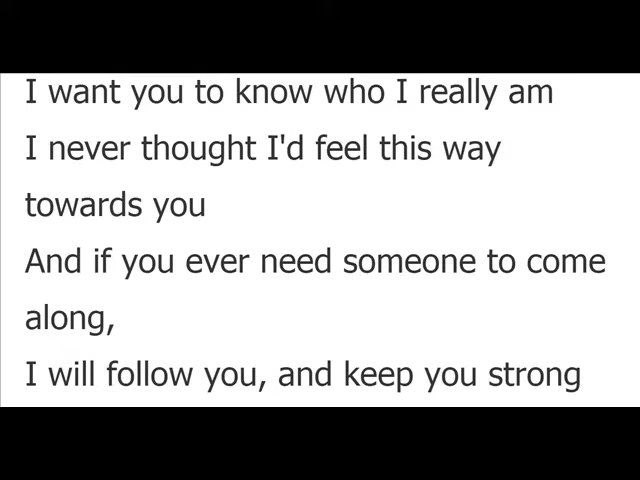 I want you to know who I really am
I never thought I'd feel this way
towards you
And if you ever need someone to come
along,
I will follow you, and keep you strong